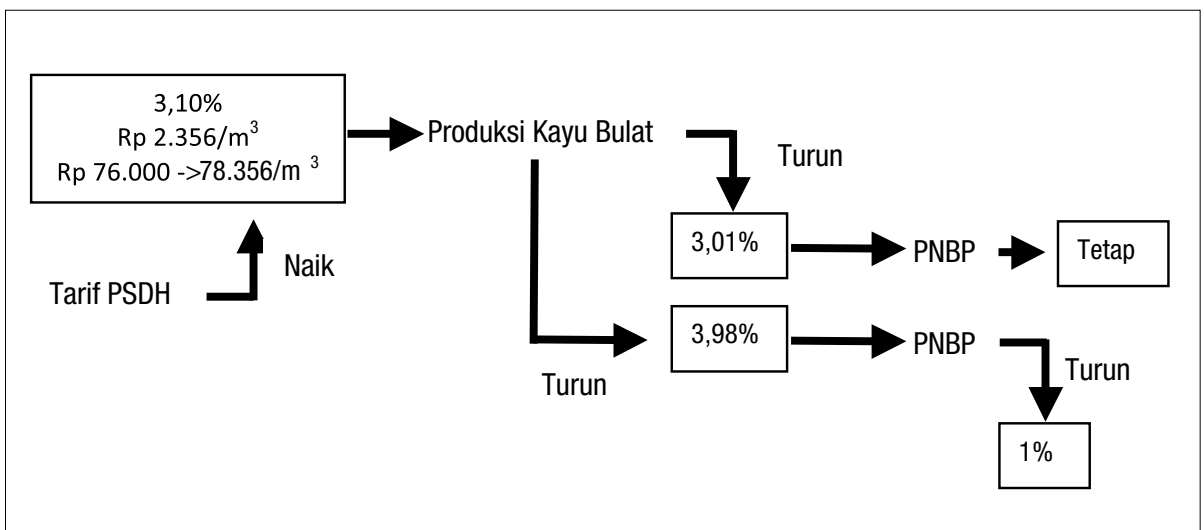 3,10%
Rp 2.356/m³
Rp 76.000 ->78.356/m ³
Produksi Kayu Bulat
Turun
3,01%
PNBP
Tetap
Naik
Tarif PSDH
3,98%
PNBP
Turun
Turun
1%